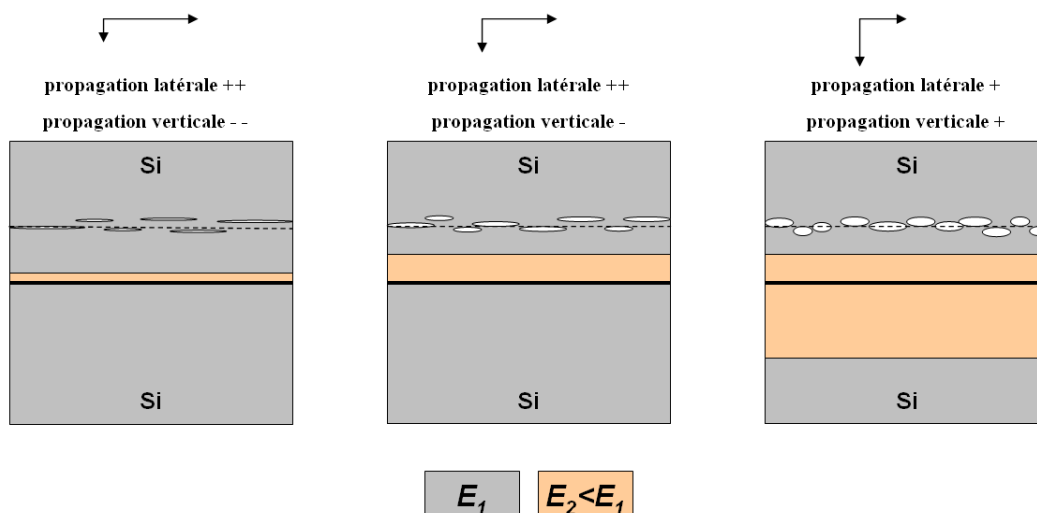 propagation latérale ++
propagation verticale - -
propagation latérale ++
propagation verticale -
propagation latérale +
propagation verticale +
Si
Si
Si
Si
Si
Si
E₁
E₂<E₁